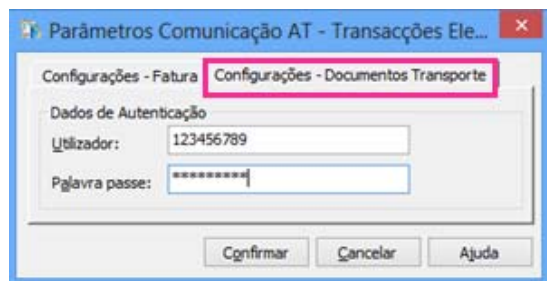 Parâmetros Comunicação AT - Transacções Ele...
Configurações - Fatura Configurações - Documentos Transporte
Dados de Autenticação
Utilizador: 123456789
Palavra passe: *********
Confirmar Cancelar Ajuda